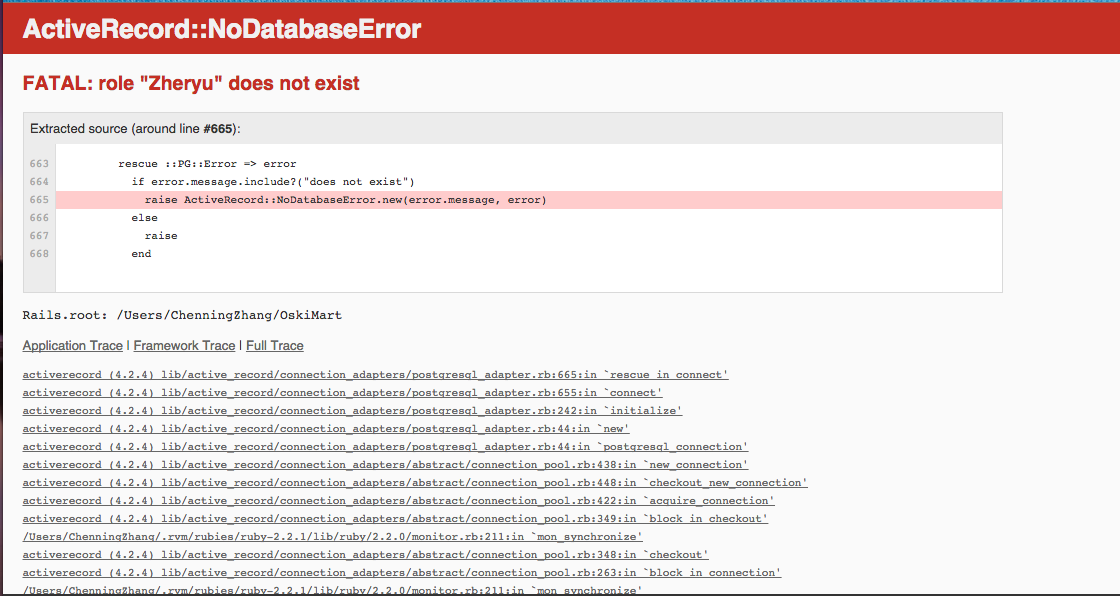 ActiveRecord::NoDatabaseError
FATAL: role "Zheryu" does not exist
Extracted source (around line #665):
663 rescue ::PG::Error => error
664 if error.message.include?("does not exist")
665 raise ActiveRecord::NoDatabaseError.new(error.message, error)
666 else
667 raise
668 end
Rails.root: /Users/ChenningZhang/OskiMart
Application Trace | Framework Trace | Full Trace
activerecord (4.2.4) lib/active_record/connection_adapters/postgresql_adapter.rb:665:in `rescue in connect'
activerecord (4.2.4) lib/active_record/connection_adapters/postgresql_adapter.rb:655:in `connect'
activerecord (4.2.4) lib/active_record/connection_adapters/postgresql_adapter.rb:242:in `initialize'
activerecord (4.2.4) lib/active_record/connection_adapters/postgresql_adapter.rb:44:in `new'
activerecord (4.2.4) lib/active_record/connection_adapters/postgresql_adapter.rb:44:in `postgresql_connection'
activerecord (4.2.4) lib/active_record/connection_adapters/abstract/connection_pool.rb:438:in `new_connection'
activerecord (4.2.4) lib/active_record/connection_adapters/abstract/connection_pool.rb:448:in `checkout_new_connection'
activerecord (4.2.4) lib/active_record/connection_adapters/abstract/connection_pool.rb:422:in `acquire_connection'
activerecord (4.2.4) lib/active_record/connection_adapters/abstract/connection_pool.rb:349:in `block in checkout'
/Users/ChenningZhang/.rvm/rubies/ruby-2.2.1/lib/ruby/2.2.0/monitor.rb:211:in `mon_synchronize'
activerecord (4.2.4) lib/active_record/connection_adapters/abstract/connection_pool.rb:348:in `checkout'
activerecord (4.2.4) lib/active_record/connection_adapters/abstract/connection_pool.rb:263:in `block in connection'
/Users/ChenningZhang/.rvm/rubies/ruby-2.2.1/lib/ruby/2.2.0/monitor.rb:211:in `mon_synchronize'